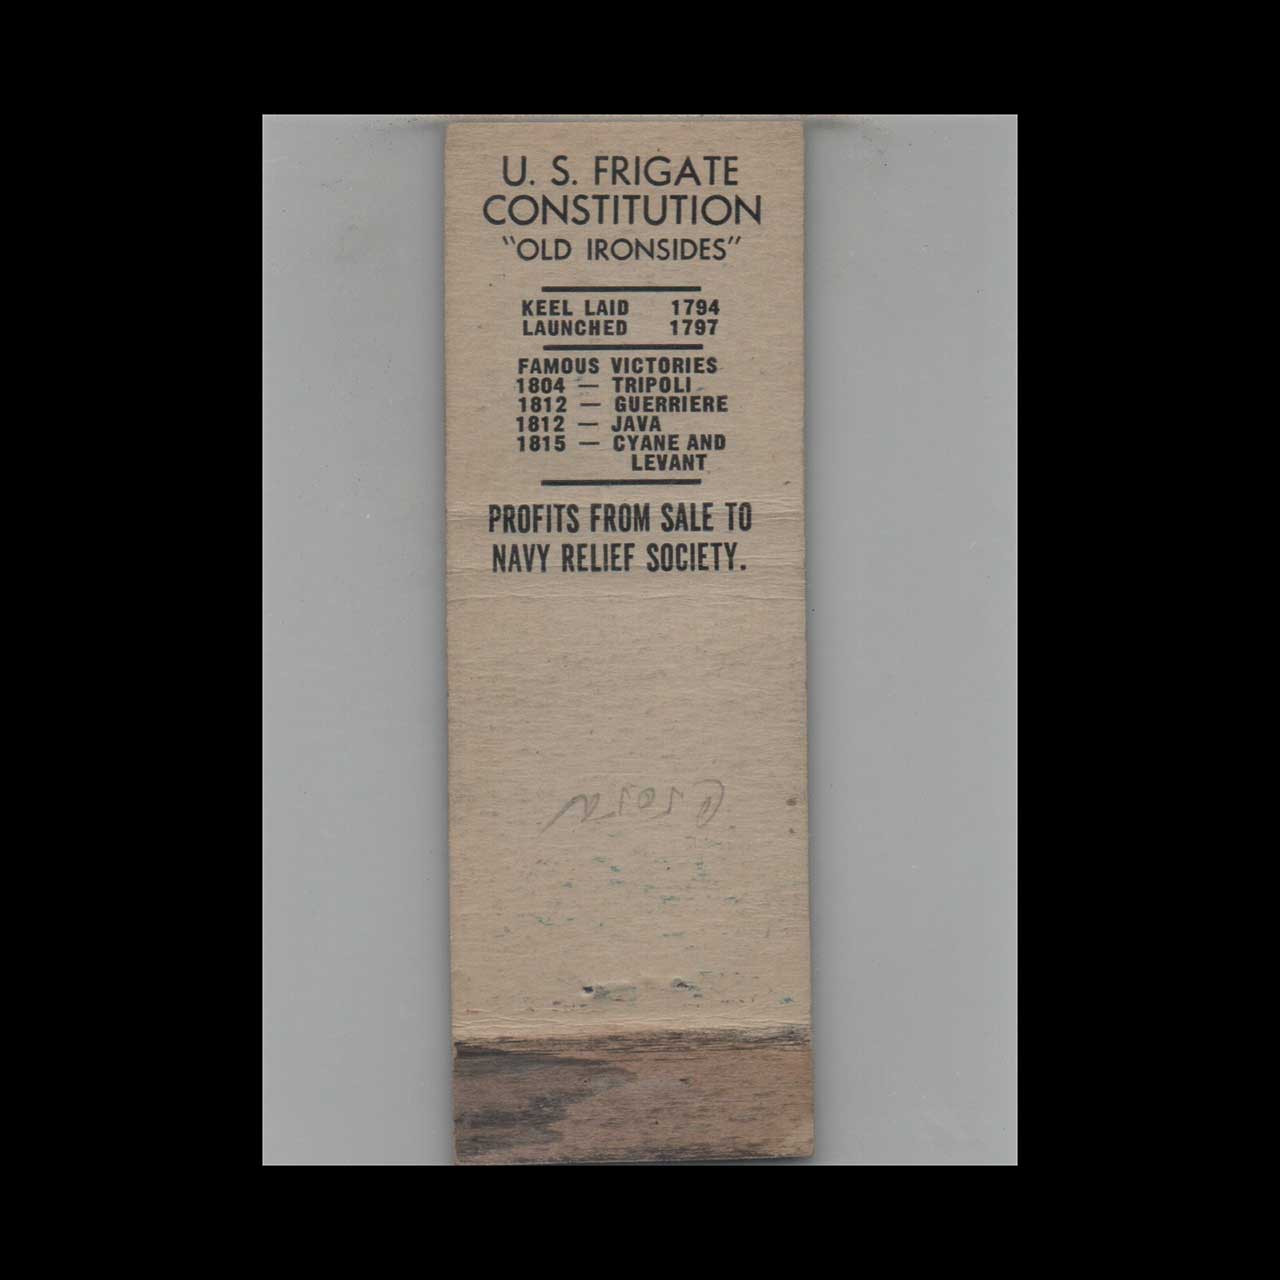 U. S. FRIGATE
CONSTITUTION
"OLD IRONSIDES"
KEEL LAID 1794
LAUNCHED 1797
FAMOUS VICTORIES
1804 — TRIPOLI
1812 — GUERRIERE
1812 — JAVA
1815 — CYANE AND
LEVANT
PROFITS FROM SALE TO
NAVY RELIEF SOCIETY.